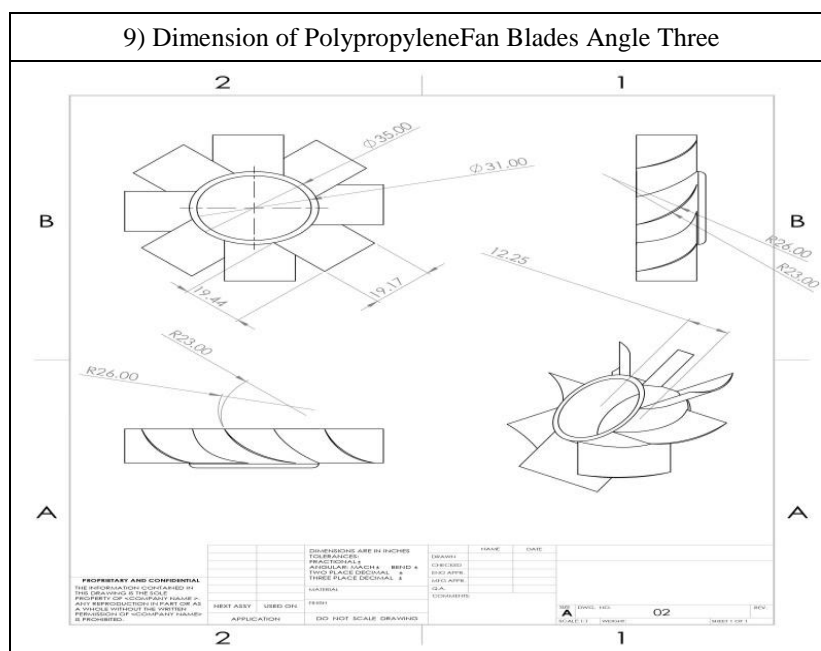 9) Dimension of PolypropyleneFan Blades Angle Three
2 1
B B
A A
Ø35.00
Ø31.00
19.44
19.17
R26.00
R23.00
12.25
R23.00
R26.00
PROPRIETARY AND CONFIDENTIAL
THE INFORMATION CONTAINED IN
THIS DRAWING IS THE SOLE
PROPERTY OF <COMPANY NAME>.
ANY REPRODUCTION IN PART OR AS
A WHOLE WITHOUT THE WRITTEN
PERMISSION OF <COMPANY NAME>
IS PROHIBITED.
NEXT ASSY USED ON
APPLICATION
DIMENSIONS ARE IN INCHES
TOLERANCES:
FRACTIONAL ±
ANGULAR: MACH ± BEND ±
TWO PLACE DECIMAL ±
THREE PLACE DECIMAL ±
MATERIAL
FINISH
DO NOT SCALE DRAWING
NAME DATE
DRAWN
CHECKED
ENG APPR.
MFG APPR.
Q.A.
COMMENTS:
SIZE DWG. NO. REV.
A 02
SCALE:1:1 WEIGHT: SHEET 1 OF 1
2 1